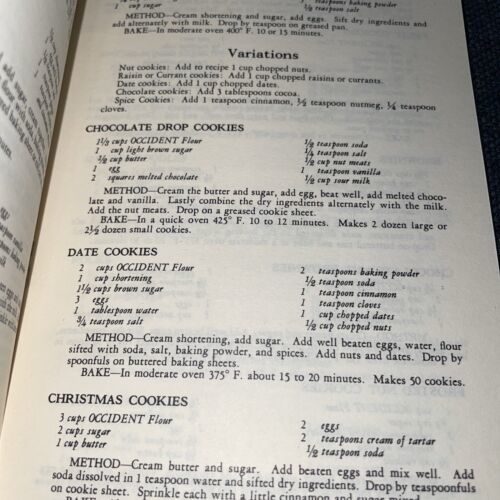 1 cup sugar
teaspoons baking powder
½ teaspoon salt
METHOD—Cream shortening and sugar, add eggs. Sift dry ingredients and
add alternately with milk. Drop by teaspoon on greased pan.
BAKE—In moderate oven 400° F. 10 or 15 minutes.
Variations
Nut cookies: Add to recipe 1 cup chopped nuts.
Raisin or Currant cookies: Add 1 cup chopped raisins or currants.
Date cookies: Add 1 cup chopped dates.
Chocolate cookies: Add 3 tablespoons cocoa.
Spice Cookies: Add 1 teaspoon cinnamon, ½ teaspoon nutmeg, ¼ teaspoon
cloves.
CHOCOLATE DROP COOKIES
cups OCCIDENT Flour
1 cup light brown sugar
½ cup butter
1 egg
2 squares melted chocolate
½ teaspoon soda
¼ teaspoon salt
½ cup nut meats
1 teaspoon vanilla
½ cup sour milk
METHOD—Cream the butter and sugar, add egg, beat well, add melted choco-
late and vanilla. Lastly combine the dry ingredients alternately with the milk.
Add the nut meats. Drop on a greased cookie sheet.
BAKE—In a quick oven 425° F. 10 to 12 minutes. Makes 2 dozen large or
2½ dozen small cookies.
DATE COOKIES
2 cups OCCIDENT Flour
1 cup shortening
1½ cups brown sugar
3 eggs
1 tablespoon water
¾ teaspoon salt
2 teaspoons baking powder
½ teaspoon soda
1 teaspoon cinnamon
1 teaspoon cloves
1 cup chopped dates
½ cup chopped nuts
METHOD—Cream shortening, add sugar. Add well beaten eggs, water, flour
sifted with soda, salt, baking powder, and spices. Add nuts and dates. Drop by
spoonfuls on buttered baking sheets.
BAKE—In moderate oven 375° F. about 15 to 20 minutes. Makes 50 cookies.
CHRISTMAS COOKIES
3 cups OCCIDENT Flour
2 cups sugar
1 cup butter
2 eggs
2 teaspoons cream of tartar
½ teaspoon soda
METHOD—Cream butter and sugar. Add beaten eggs and mix well. Add
soda dissolved in 1 teaspoon water and sifted dry ingredients. Drop by teaspoonfuls
on cookie sheet. Sprinkle each with a little cinnamon and sugar mixed.